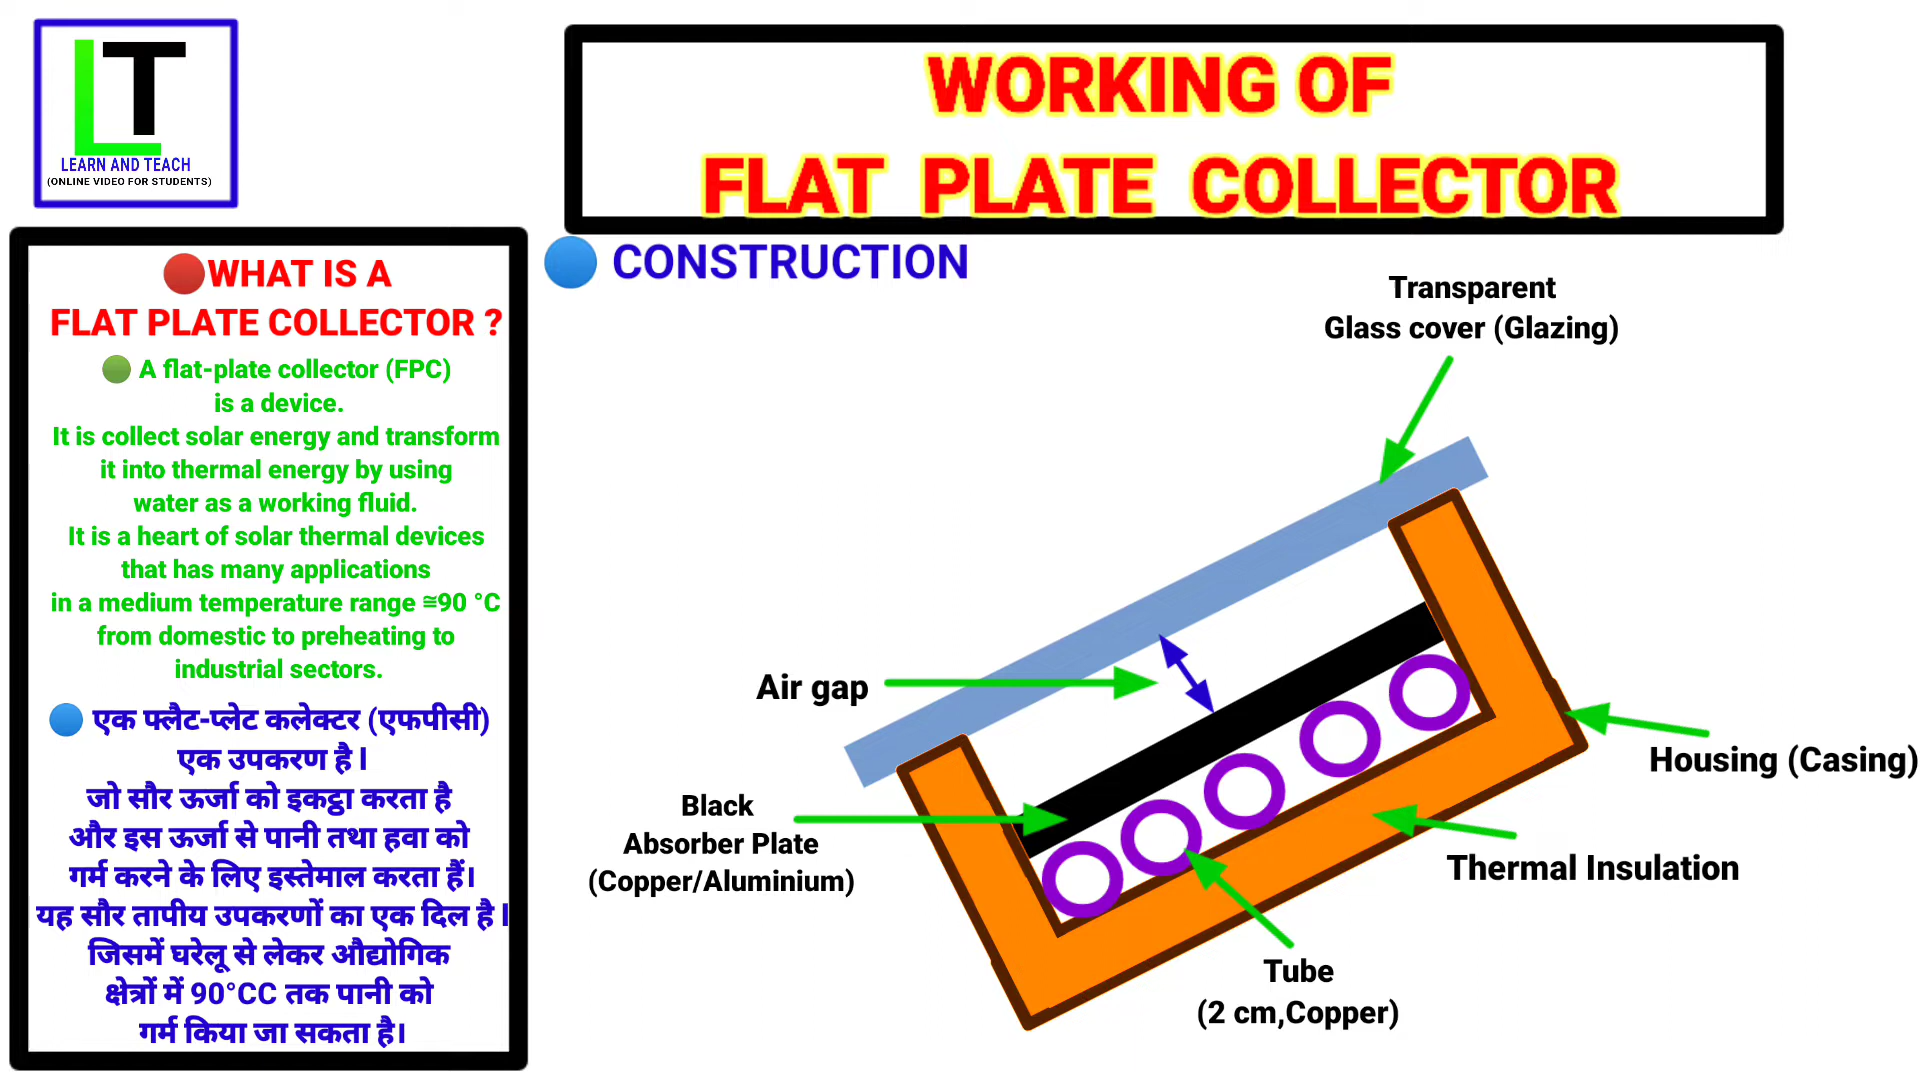 LT
LEARN AND TEACH
(ONLINE VIDEO FOR STUDENTS)
WORKING OF
FLAT PLATE COLLECTOR
WHAT IS A
FLAT PLATE COLLECTOR ?
A flat-plate collector (FPC)
is a device.
It is collect solar energy and transform
it into thermal energy by using
water as a working fluid.
It is a heart of solar thermal devices
that has many applications
in a medium temperature range ≅90 °C
from domestic to preheating to
industrial sectors.
एक फ्लैट-प्लेट कलेक्टर (एफपीसी)
एक उपकरण है l
जो सौर ऊर्जा को इकट्ठा करता है
और इस ऊर्जा से पानी तथा हवा को
गर्म करने के लिए इस्तेमाल करता हैं।
यह सौर तापीय उपकरणों का एक दिल है l
जिसमें घरेलू से लेकर औद्योगिक
क्षेत्रों में 90°CC तक पानी को
गर्म किया जा सकता है।
CONSTRUCTION
Transparent
Glass cover (Glazing)
Air gap
Black
Absorber Plate
(Copper/Aluminium)
Housing (Casing)
Thermal Insulation
Tube
(2 cm,Copper)